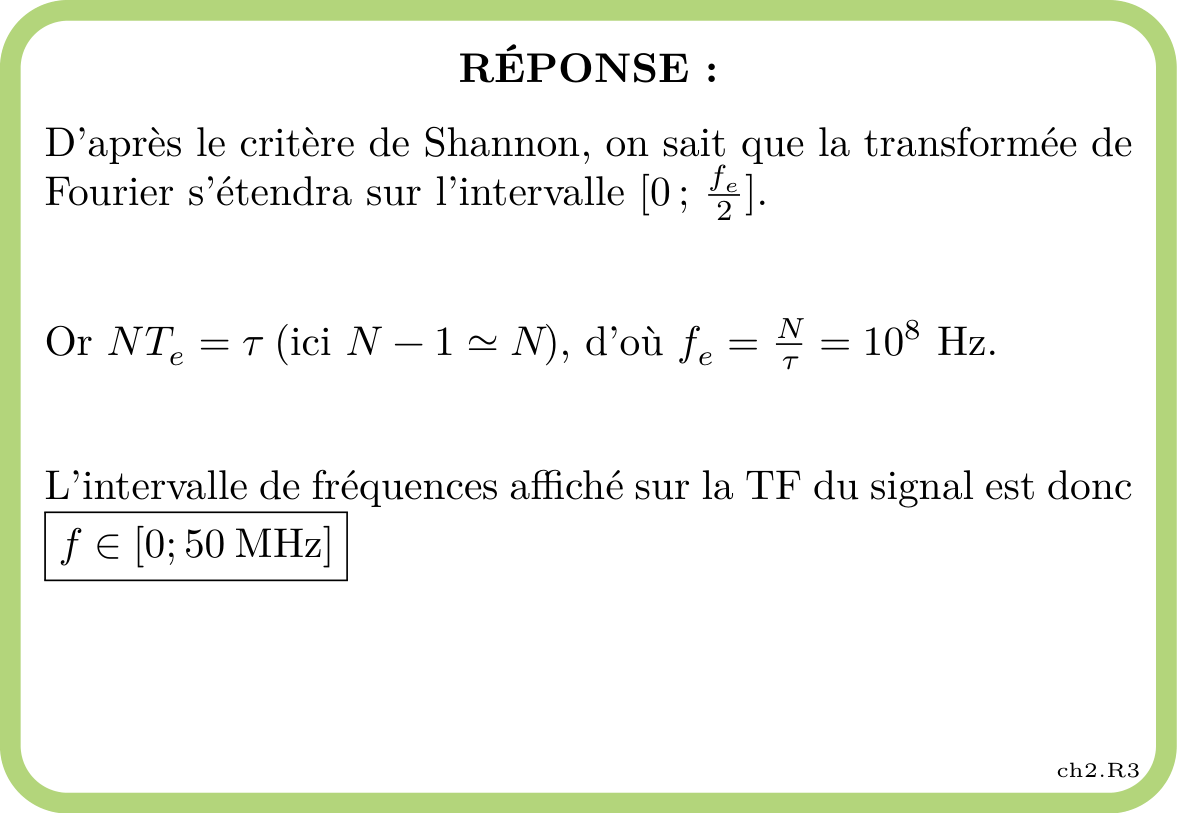 RÉPONSE :
D'après le critère de Shannon, on sait que la transformée de
Fourier s'étendra sur l'intervalle [0 ; $\frac{f_e}{2}$].
Or $NT_e = \tau$ (ici $N - 1 \simeq N$), d'où $f_e = \frac{N}{\tau} = 10^8$ Hz.
L'intervalle de fréquences affiché sur la TF du signal est donc
$f \in [0; 50\ \text{MHz}]$
ch2.R3